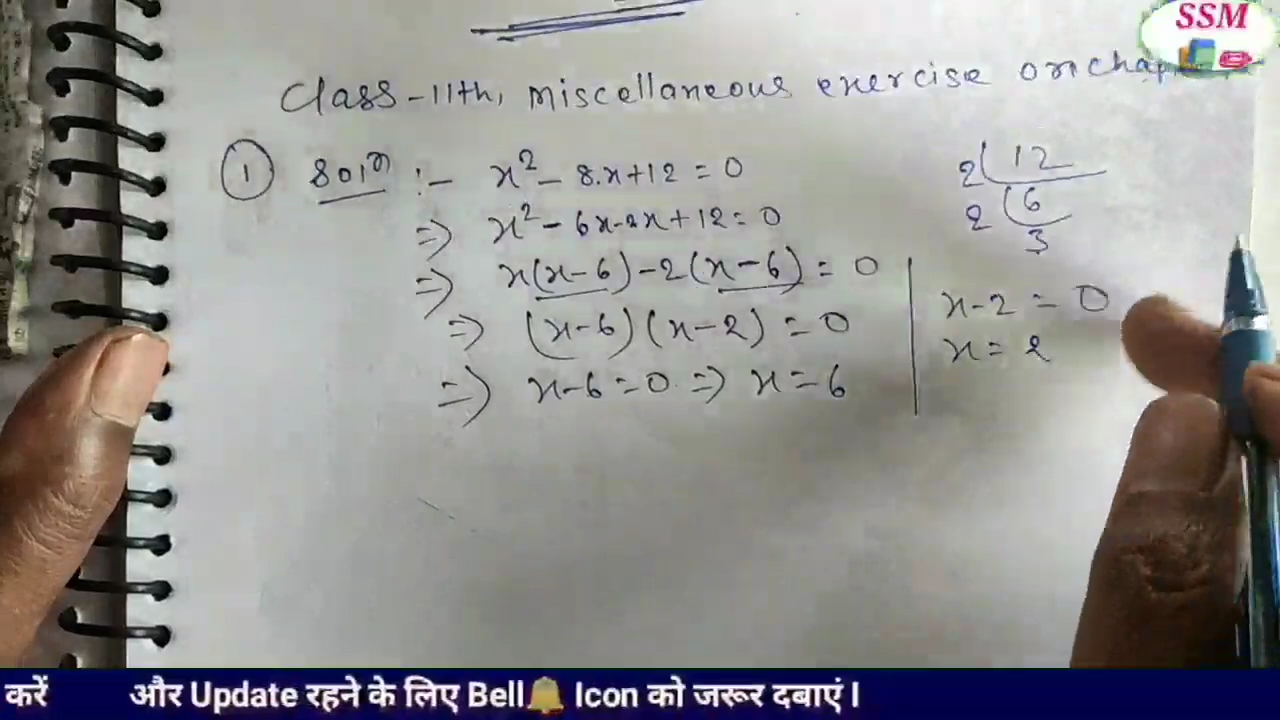 SSM
Class-11th, miscellaneous exercise on chap
① Solⁿ :- x² - 8.x+12 = 0
⇒ x² - 6x-2x+12=0
⇒ x(x-6)-2(x-6) = 0
⇒ (x-6)(x-2) = 0
⇒ x-6=0. ⇒ x=6
2 | 12
2 | 6
3
x-2 = 0
x = 2
करें और Update रहने के लिए Bell🔔 Icon को जरूर दबाएं I